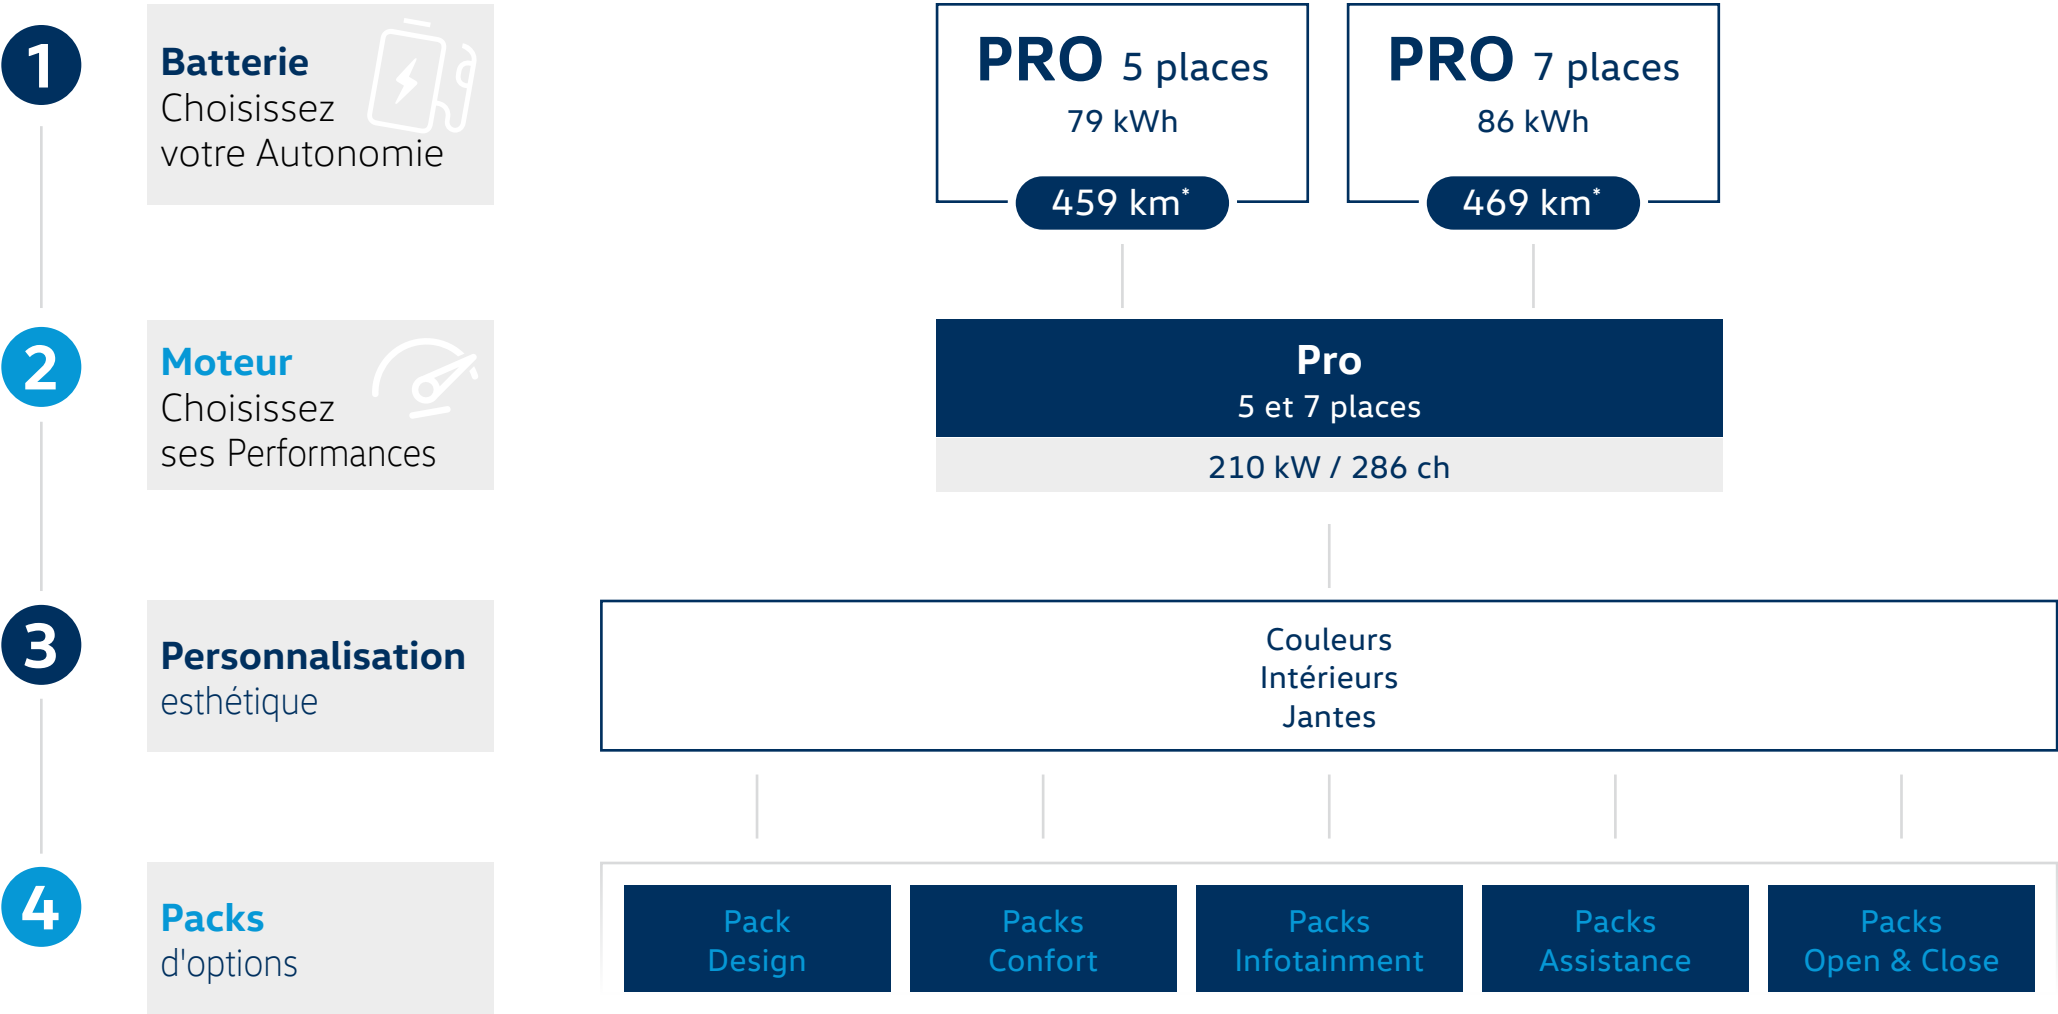 1
Batterie
Choisissez
votre Autonomie
PRO 5 places
79 kWh
459 km*
PRO 7 places
86 kWh
469 km*
2
Moteur
Choisissez
ses Performances
Pro
5 et 7 places
210 kW / 286 ch
3
Personnalisation
esthétique
Couleurs
Intérieurs
Jantes
4
Packs
d'options
Pack
Design
Packs
Confort
Packs
Infotainment
Packs
Assistance
Packs
Open & Close